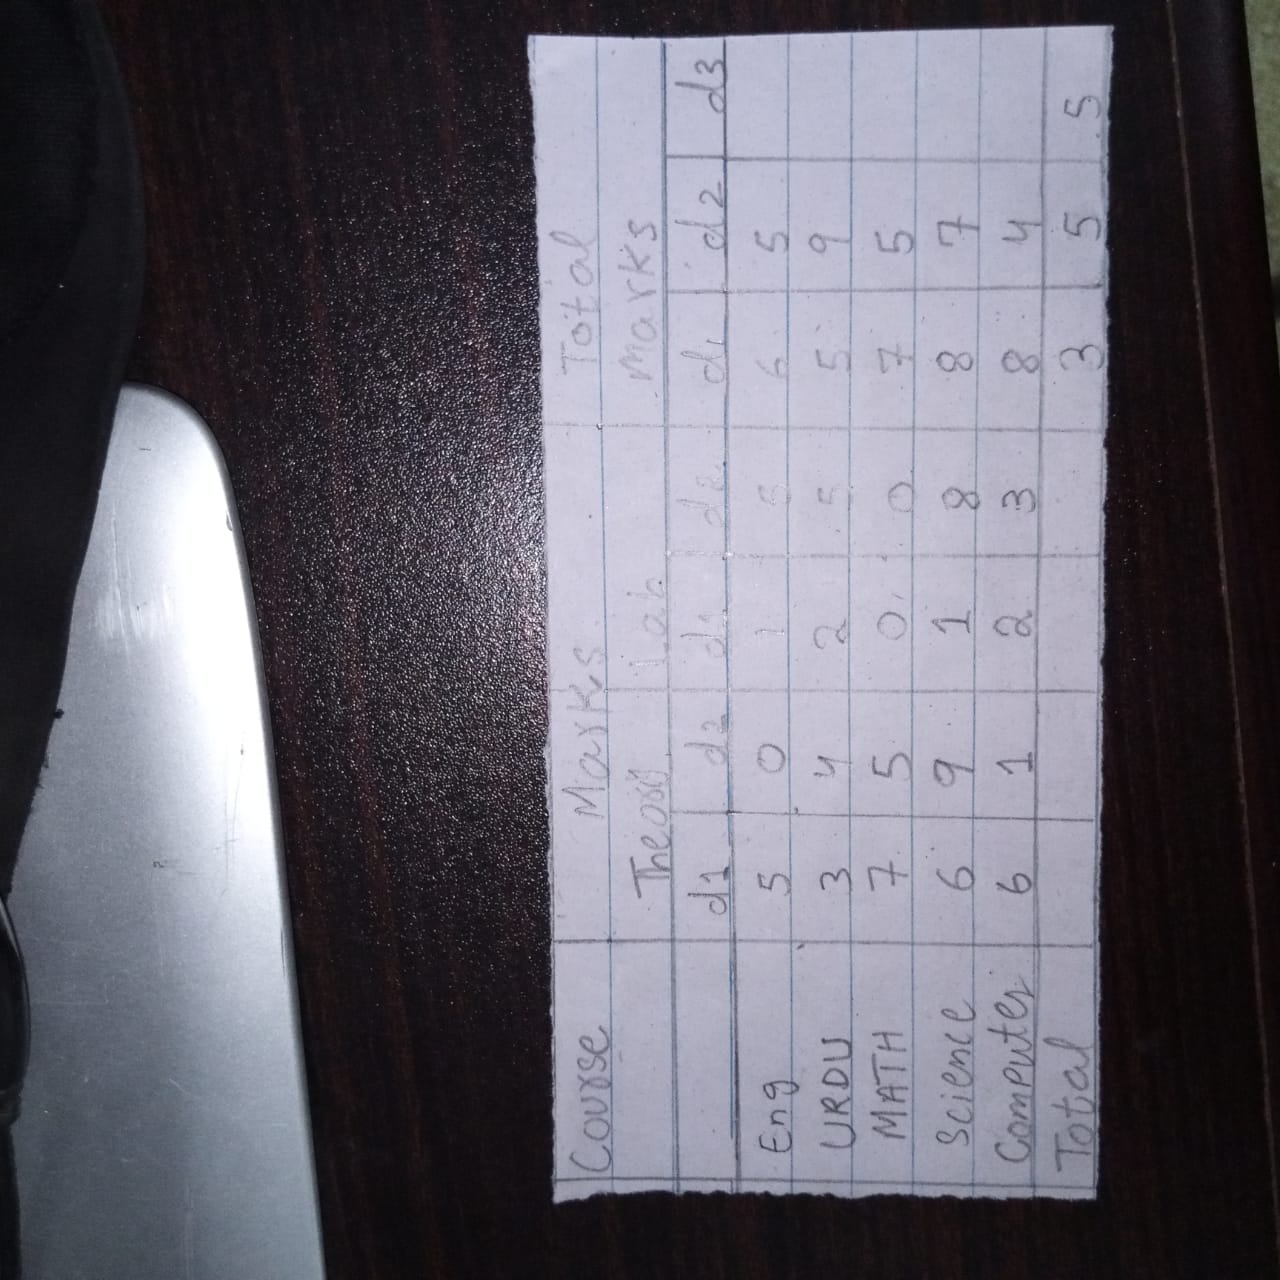 Course Marks Total
Theory Lab Marks
d1 d2 d1 d2 d1 d2 d3
Eng 5 0 1 5 6 5
URDU 3 4 2 5 5 9
MATH 7 5 0 0 7 5
Science 6 9 1 8 8 7
Computer 6 1 2 3 8 4
Total 3 5 5